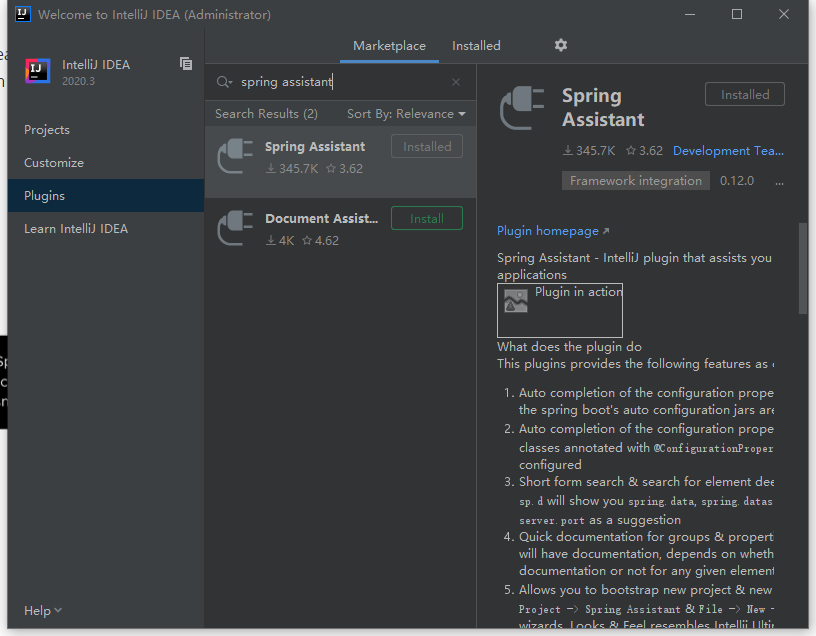 Welcome to IntelliJ IDEA (Administrator)
IntelliJ IDEA
2020.3
Projects
Customize
Plugins
Learn IntelliJ IDEA
Help
Marketplace
Installed
spring assistant
Search Results (2)
Sort By: Relevance
Spring Assistant
Installed
345.7K
3.62
Document Assist...
Install
4K
4.62
Spring
Assistant
Installed
345.7K
3.62
Development Tea...
Framework integration
0.12.0
...
Plugin homepage
Spring Assistant - IntelliJ plugin that assists you
applications
Plugin in action
What does the plugin do
This plugins provides the following features as
1. Auto completion of the configuration prope
the spring boot's auto configuration jars are
2. Auto completion of the configuration prope
classes annotated with @ConfigurationProper
configured
3. Short form search & search for element dee
sp.d will show you spring.data, spring.datas
server.port as a suggestion
4. Quick documentation for groups & properti
will have documentation, depends on wheth
documentation or not for any given element
5. Allows you to bootstrap new project & new
Project -> Spring Assistant & File -> New -
wizards. Looks & Feel resembles Intellij Ulti